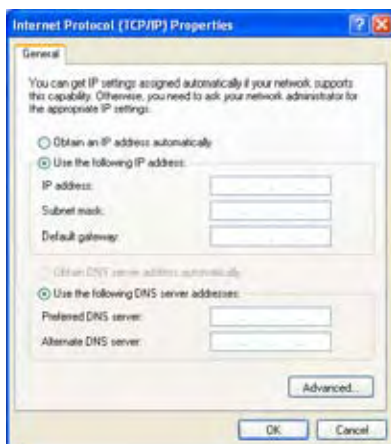 Internet Protocol (TCP/IP) Properties
General
You can get IP settings assigned automatically if your network supports
this capability. Otherwise, you need to ask your network administrator for
the appropriate IP settings.
Obtain an IP address automatically
Use the following IP address:
IP address:
Subnet mask:
Default gateway:
Obtain DNS server address automatically
Use the following DNS server addresses:
Preferred DNS server:
Alternate DNS server:
Advanced...
OK
Cancel